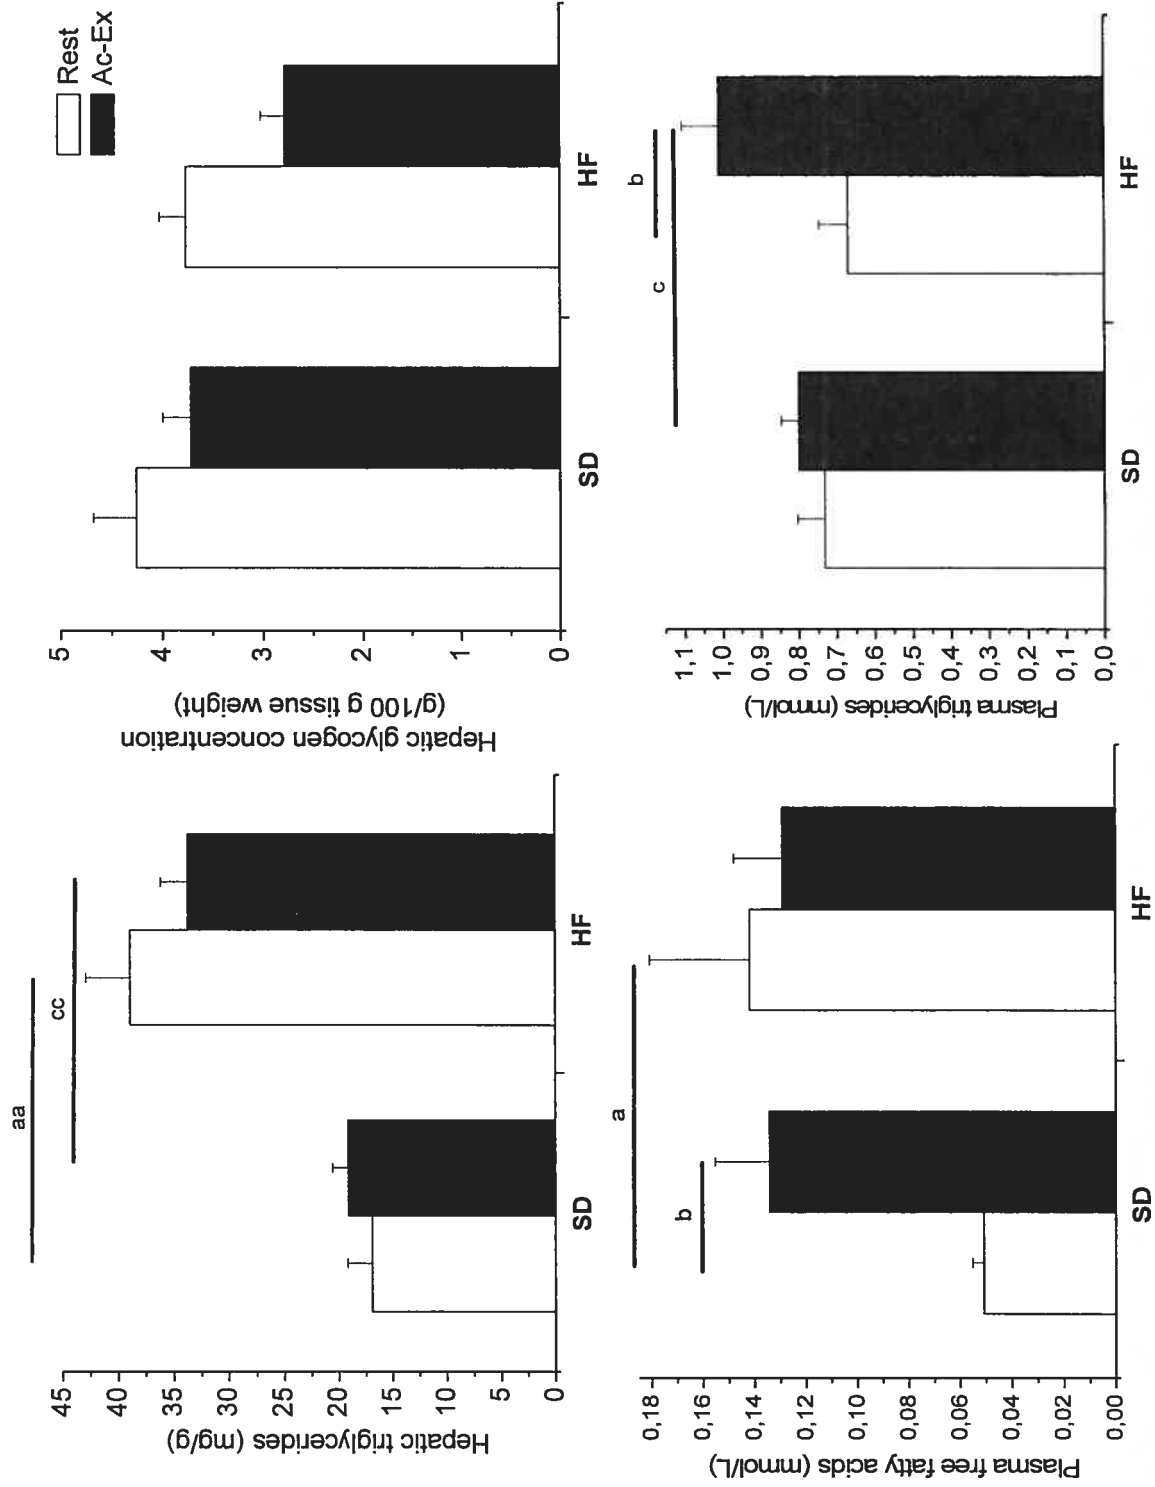 aa
cc
Hepatic triglycerides (mg/g)
45
40
35
30
25
20
15
10
5
0
SD
HF
Rest
Ac-Ex
Hepatic glycogen concentration
(g/100 g tissue weight)
5
4
3
2
1
0
SD
HF
a
b
Plasma free fatty acids (mmol/L)
0,18
0,16
0,14
0,12
0,10
0,08
0,06
0,04
0,02
0,00
SD
HF
b
c
Plasma triglycerides (mmol/L)
1,1
1,0
0,9
0,8
0,7
0,6
0,5
0,4
0,3
0,2
0,1
0,0
SD
HF